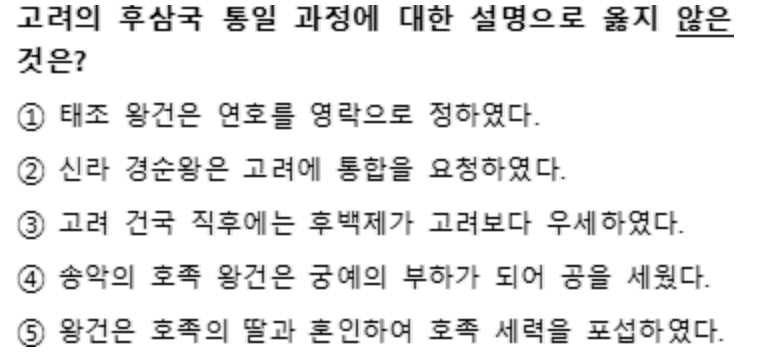 고려의 후삼국 통일 과정에 대한 설명으로 옳지 않은
것은?
① 태조 왕건은 연호를 영락으로 정하였다.
② 신라 경순왕은 고려에 통합을 요청하였다.
③ 고려 건국 직후에는 후백제가 고려보다 우세하였다.
④ 송악의 호족 왕건은 궁예의 부하가 되어 공을 세웠다.
⑤ 왕건은 호족의 딸과 혼인하여 호족 세력을 포섭하였다.